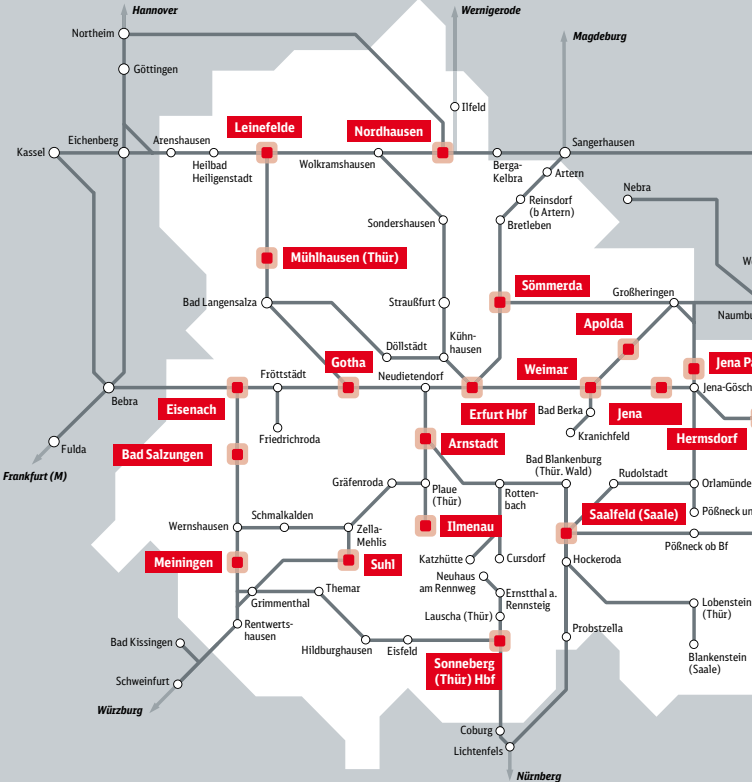 Hannover
Wernigerode
Northeim
Magdeburg
Göttingen
Ilfeld
Leinefelde
Nordhausen
Eichenberg
Arenshausen
Sangerhausen
Kassel
Heilbad
Heiligenstadt
Wolkramshausen
Berga-
Kelbra
Artern
Nebra
Reinsdorf
(b Artern)
Sondershausen
Bretleben
Mühlhausen (Thür)
Sömmerda
Großheringen
Bad Langensalza
Straußfurt
Naumbu
Apolda
Döllstädt
Kühn-
hausen
Gotha
Weimar
Jena Pa
Fröttstädt
Neudietendorf
Jena-Gösch
Bebra
Eisenach
Erfurt Hbf
Bad Berka
Jena
Friedrichroda
Kranichfeld
Hermsdorf
Arnstadt
Fulda
Bad Salzungen
Bad Blankenburg
(Thür. Wald)
Frankfurt (M)
Gräfenroda
Plaue
(Thür)
Rotten-
bach
Rudolstadt
Orlamünde
Schmalkalden
Saalfeld (Saale)
Pößneck un
Wernshausen
Zella-
Mehlis
Ilmenau
Pößneck ob Bf
Meiningen
Suhl
Katzhütte
Cursdorf
Hockeroda
Neuhaus
am Rennweg
Themar
Ernstthal a.
Rennsteig
Grimmenthal
Lobenstein
(Thür)
Lauscha (Thür)
Rentwerts-
hausen
Probstzella
Bad Kissingen
Hildburghausen
Eisfeld
Blankenstein
(Saale)
Sonneberg
(Thür) Hbf
Schweinfurt
Würzburg
Coburg
Lichtenfels
Nürnberg